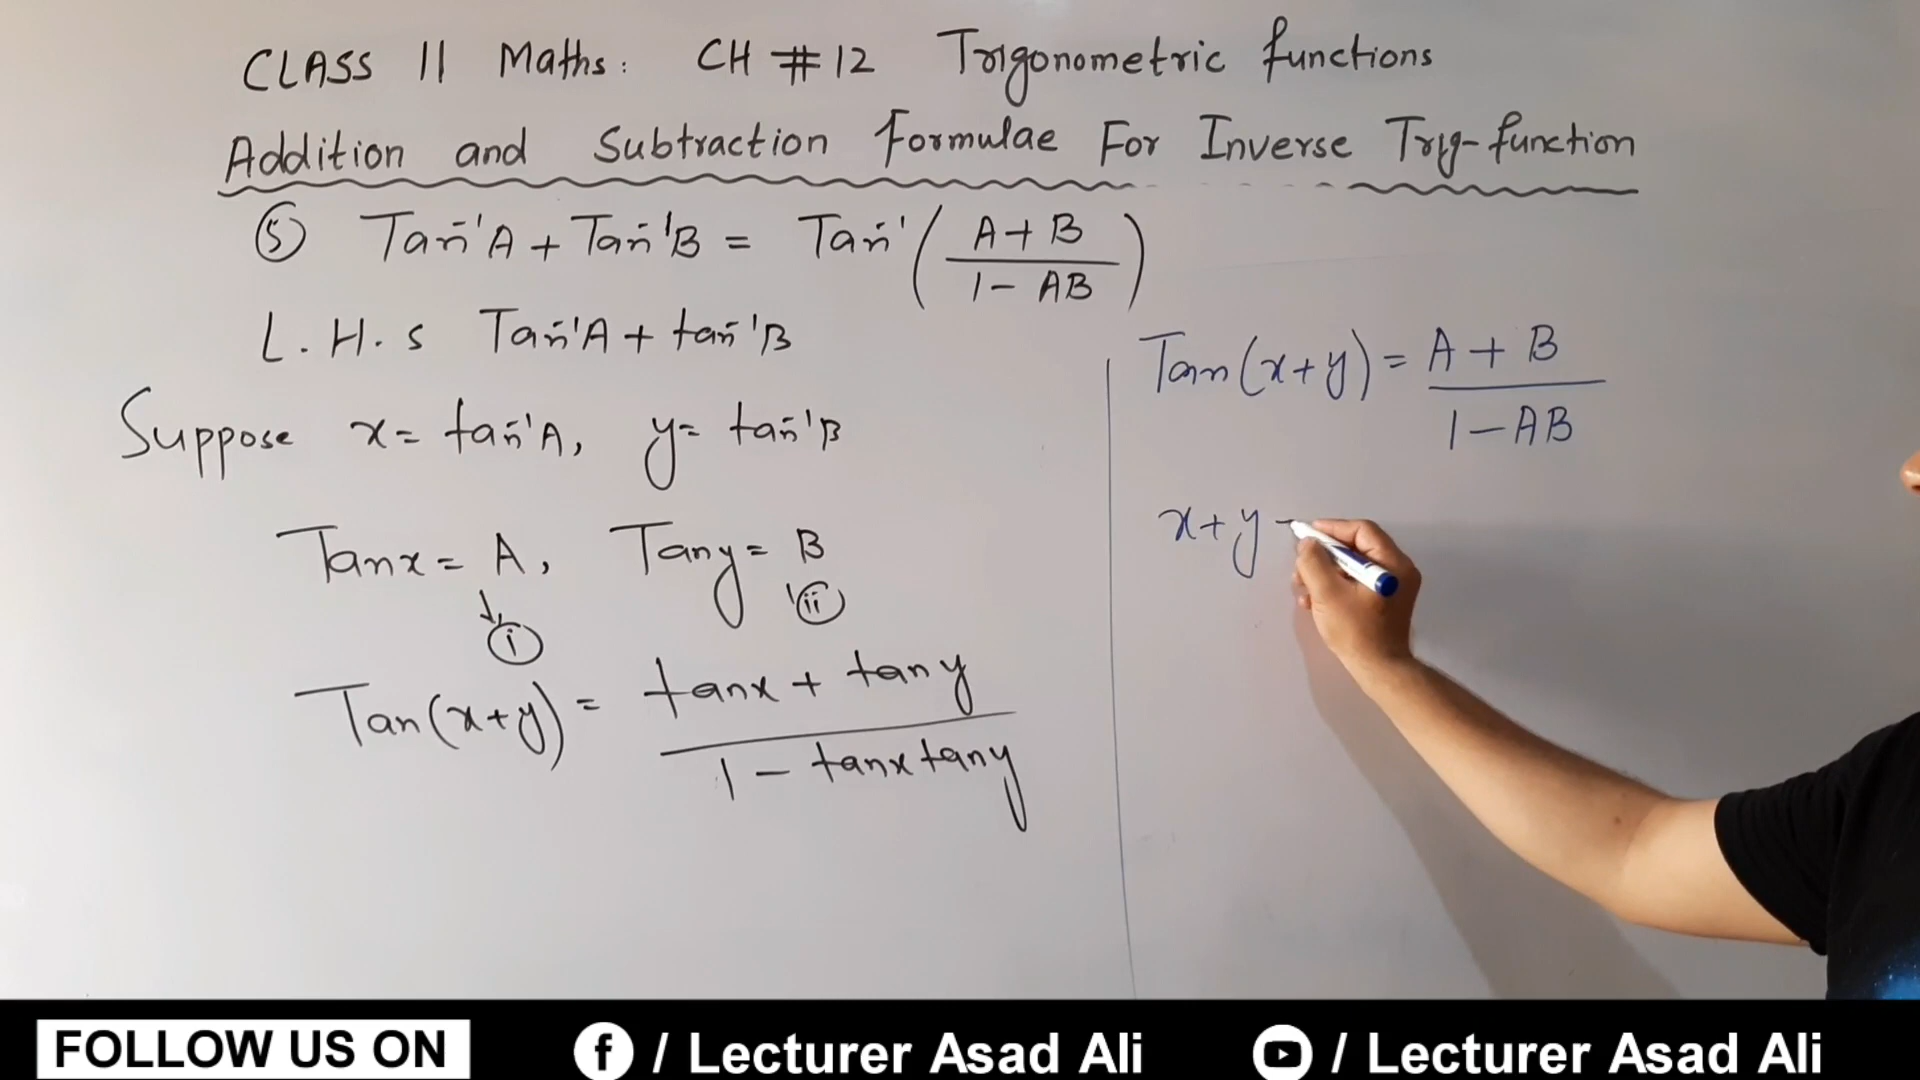 CLASS 11 Maths: CH # 12 Trigonometric functions
Addition and Subtraction Formulae For Inverse Trig-function
⑤ Tan⁻¹A + Tan⁻¹B = Tan⁻¹( A + B / 1 - AB )
L.H.s Tan⁻¹A + tan⁻¹B
Suppose x = tan⁻¹A, y = tan⁻¹B
Tanx = A, Tany = B
(i) (ii)
Tan(x+y) = tanx + tany / 1 - tanx tany
Tan(x+y) = A + B / 1 - AB
x + y -
FOLLOW US ON f / Lecturer Asad Ali / Lecturer Asad Ali